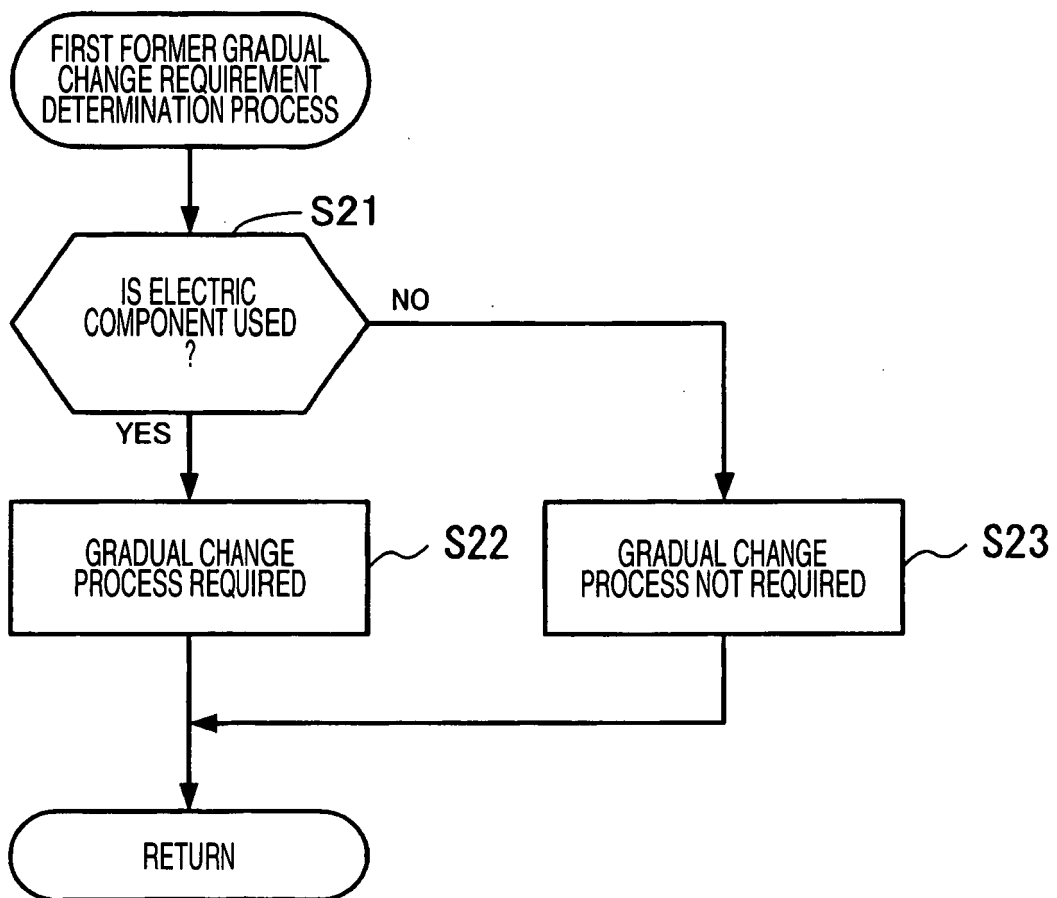 FIRST FORMER GRADUAL
CHANGE REQUIREMENT
DETERMINATION PROCESS
S21
IS ELECTRIC
COMPONENT USED
?
NO
YES
GRADUAL CHANGE
PROCESS REQUIRED
S22
GRADUAL CHANGE
PROCESS NOT REQUIRED
S23
RETURN